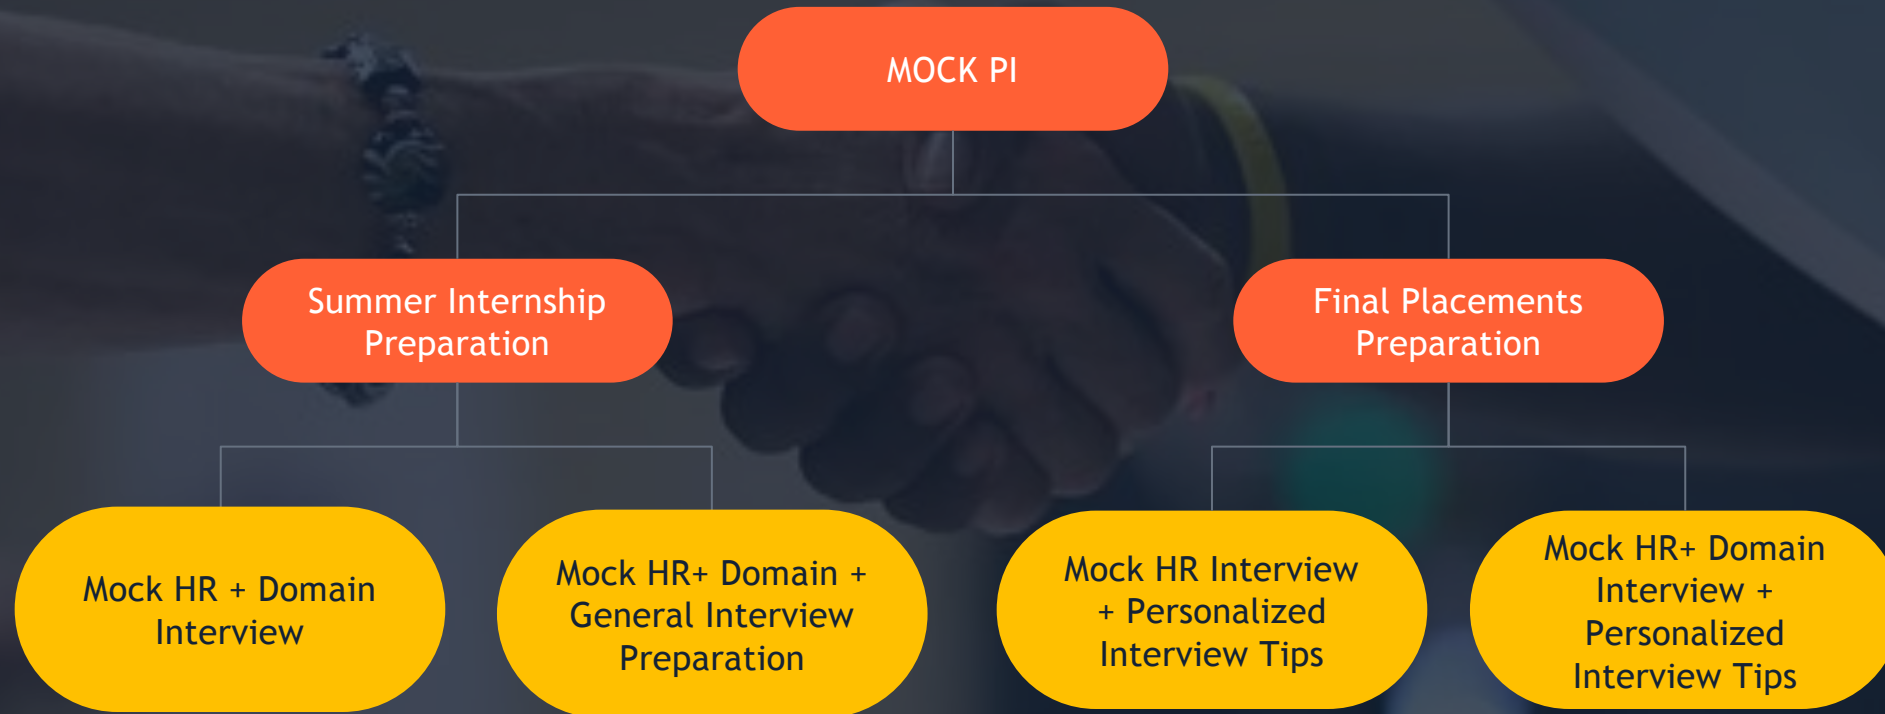 MOCK PI
Summer Internship
Preparation
Final Placements
Preparation
Mock HR + Domain
Interview
Mock HR+ Domain +
General Interview
Preparation
Mock HR Interview
+ Personalized
Interview Tips
Mock HR+ Domain
Interview +
Personalized
Interview Tips